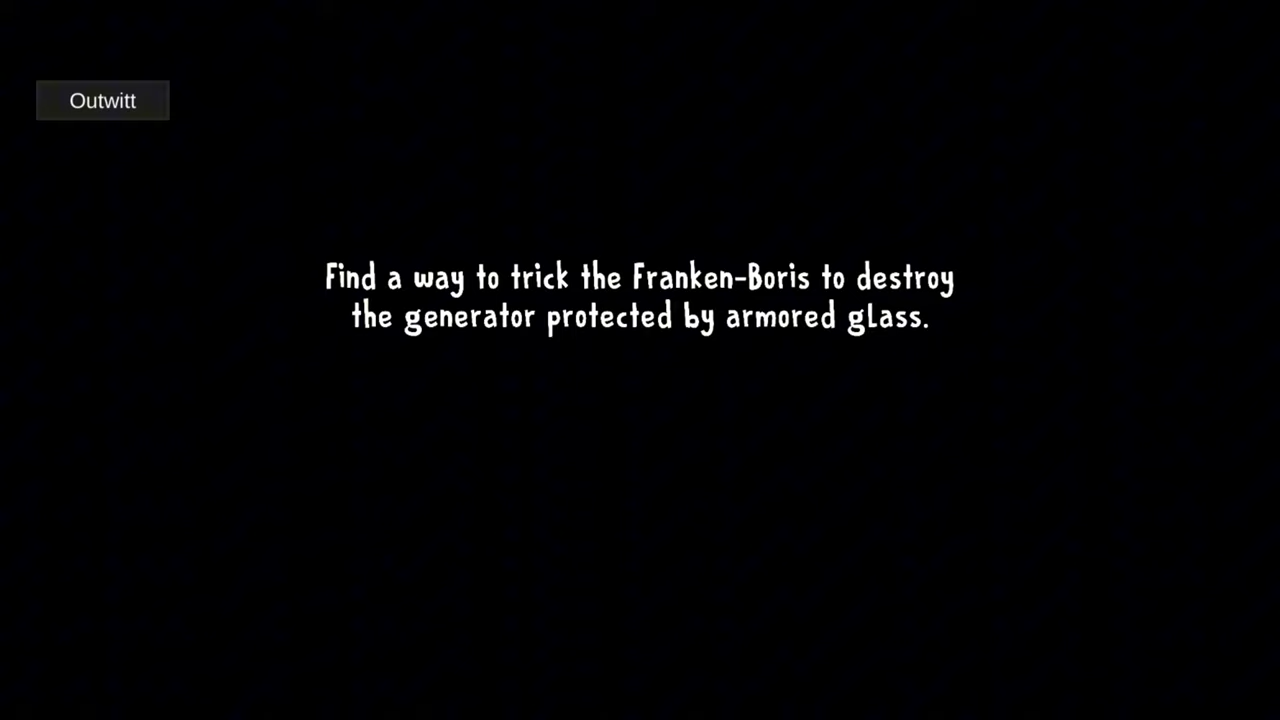 Outwitt
Find a way to trick the Franken-Boris to destroy
the generator protected by armored glass.